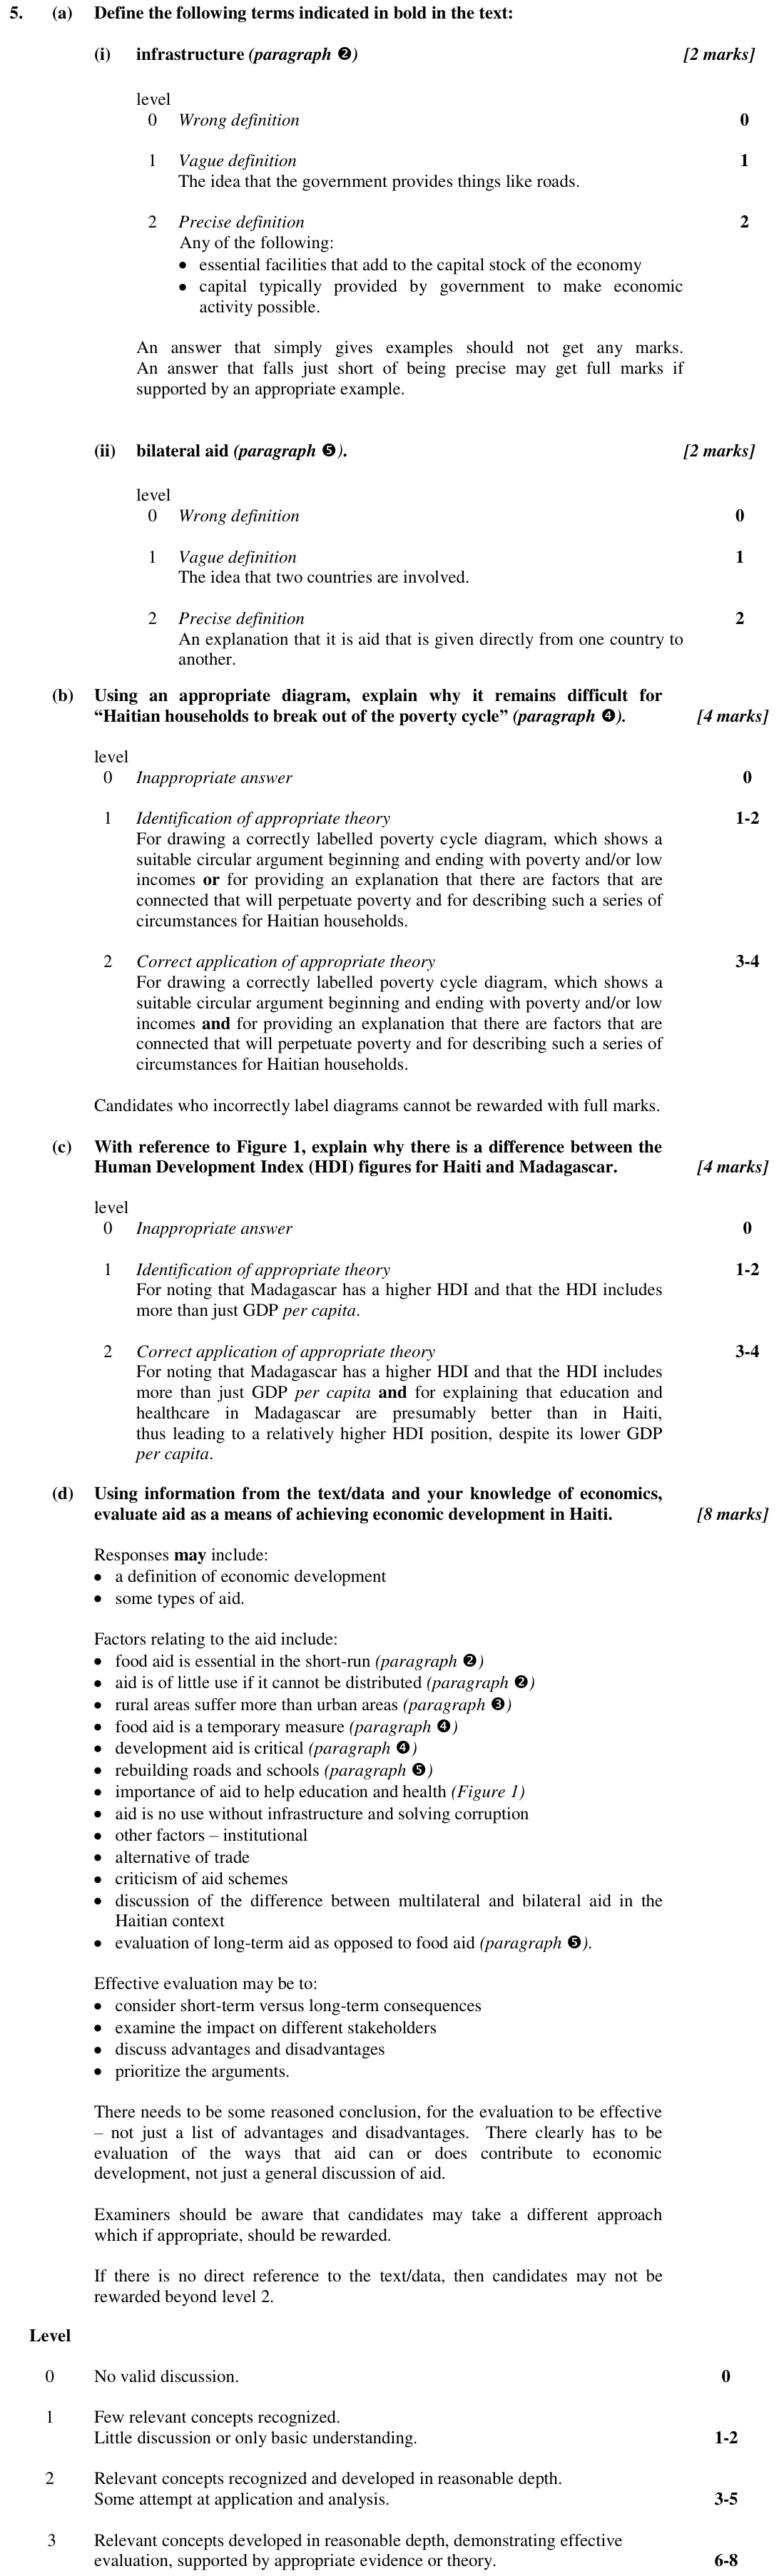 5. (a) Define the following terms indicated in bold in the text:
(i) infrastructure (paragraph ❷) [2 marks]
level
0 Wrong definition 0
1 Vague definition 1
The idea that the government provides things like roads.
2 Precise definition 2
Any of the following:
• essential facilities that add to the capital stock of the economy
• capital typically provided by government to make economic
activity possible.
An answer that simply gives examples should not get any marks.
An answer that falls just short of being precise may get full marks if
supported by an appropriate example.
(ii) bilateral aid (paragraph ❺). [2 marks]
level
0 Wrong definition 0
1 Vague definition 1
The idea that two countries are involved.
2 Precise definition 2
An explanation that it is aid that is given directly from one country to
another.
(b) Using an appropriate diagram, explain why it remains difficult for
“Haitian households to break out of the poverty cycle” (paragraph ❹). [4 marks]
level
0 Inappropriate answer 0
1 Identification of appropriate theory 1-2
For drawing a correctly labelled poverty cycle diagram, which shows a
suitable circular argument beginning and ending with poverty and/or low
incomes or for providing an explanation that there are factors that are
connected that will perpetuate poverty and for describing such a series of
circumstances for Haitian households.
2 Correct application of appropriate theory 3-4
For drawing a correctly labelled poverty cycle diagram, which shows a
suitable circular argument beginning and ending with poverty and/or low
incomes and for providing an explanation that there are factors that are
connected that will perpetuate poverty and for describing such a series of
circumstances for Haitian households.
Candidates who incorrectly label diagrams cannot be rewarded with full marks.
(c) With reference to Figure 1, explain why there is a difference between the
Human Development Index (HDI) figures for Haiti and Madagascar. [4 marks]
level
0 Inappropriate answer 0
1 Identification of appropriate theory 1-2
For noting that Madagascar has a higher HDI and that the HDI includes
more than just GDP per capita.
2 Correct application of appropriate theory 3-4
For noting that Madagascar has a higher HDI and that the HDI includes
more than just GDP per capita and for explaining that education and
healthcare in Madagascar are presumably better than in Haiti,
thus leading to a relatively higher HDI position, despite its lower GDP
per capita.
(d) Using information from the text/data and your knowledge of economics,
evaluate aid as a means of achieving economic development in Haiti. [8 marks]
Responses may include:
• a definition of economic development
• some types of aid.
Factors relating to the aid include:
• food aid is essential in the short-run (paragraph ❷)
• aid is of little use if it cannot be distributed (paragraph ❷)
• rural areas suffer more than urban areas (paragraph ❸)
• food aid is a temporary measure (paragraph ❹)
• development aid is critical (paragraph ❹)
• rebuilding roads and schools (paragraph ❺)
• importance of aid to help education and health (Figure 1)
• aid is no use without infrastructure and solving corruption
• other factors – institutional
• alternative of trade
• criticism of aid schemes
• discussion of the difference between multilateral and bilateral aid in the
Haitian context
• evaluation of long-term aid as opposed to food aid (paragraph ❺).
Effective evaluation may be to:
• consider short-term versus long-term consequences
• examine the impact on different stakeholders
• discuss advantages and disadvantages
• prioritize the arguments.
There needs to be some reasoned conclusion, for the evaluation to be effective
– not just a list of advantages and disadvantages. There clearly has to be
evaluation of the ways that aid can or does contribute to economic
development, not just a general discussion of aid.
Examiners should be aware that candidates may take a different approach
which if appropriate, should be rewarded.
If there is no direct reference to the text/data, then candidates may not be
rewarded beyond level 2.
Level
0 No valid discussion. 0
1 Few relevant concepts recognized.
Little discussion or only basic understanding. 1-2
2 Relevant concepts recognized and developed in reasonable depth.
Some attempt at application and analysis. 3-5
3 Relevant concepts developed in reasonable depth, demonstrating effective
evaluation, supported by appropriate evidence or theory. 6-8